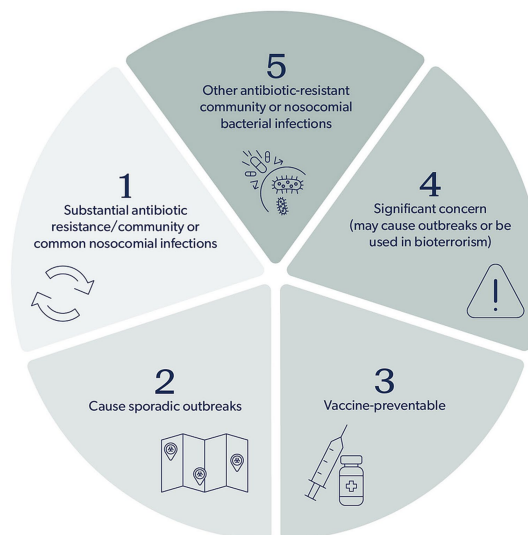 5
Other antibiotic-resistant
community or nosocomial
bacterial infections
1
Substantial antibiotic
resistance/community or
common nosocomial infections
4
Significant concern
(may cause outbreaks or be
used in bioterrorism)
2
Cause sporadic outbreaks
3
Vaccine-preventable